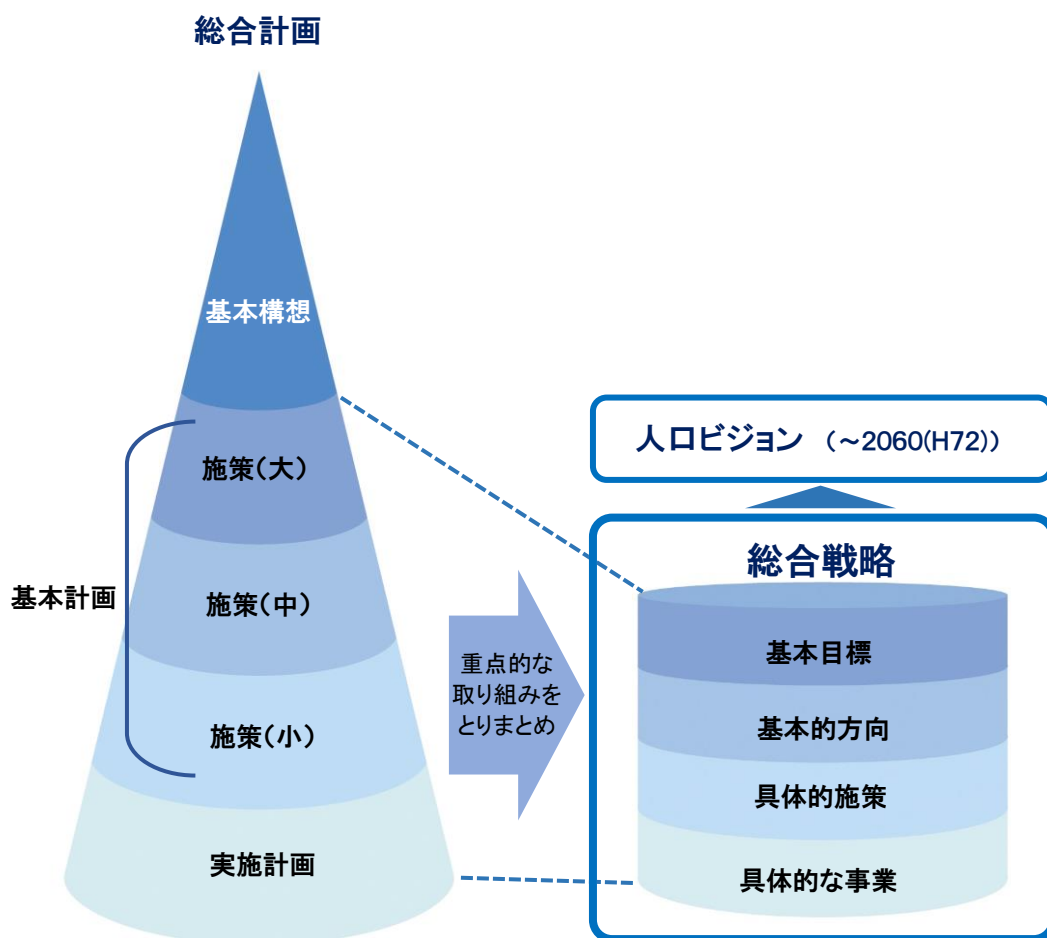 総合計画
基本構想
施策(大)
施策(中)
施策(小)
基本計画
実施計画
重点的な
取り組みを
とりまとめ
人口ビジョン (~2060(H72))
総合戦略
基本目標
基本的方向
具体的施策
具体的な事業